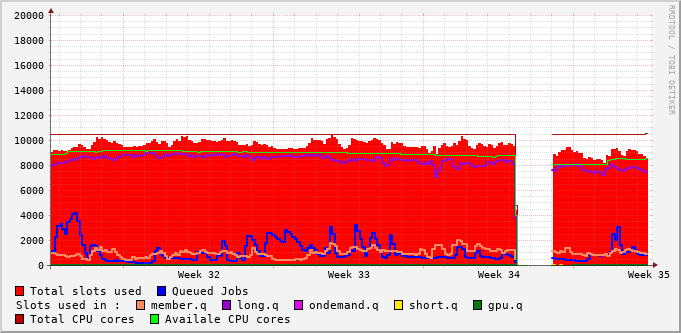 20000
18000
16000
14000
12000
10000
8000
6000
4000
2000
0
Week 32 Week 33 Week 34 Week 35
RRDTOOL / TOBI OETIKER
Total slots used Queued Jobs
Slots used in : member.q long.q ondemand.q short.q gpu.q
Total CPU cores Availale CPU cores